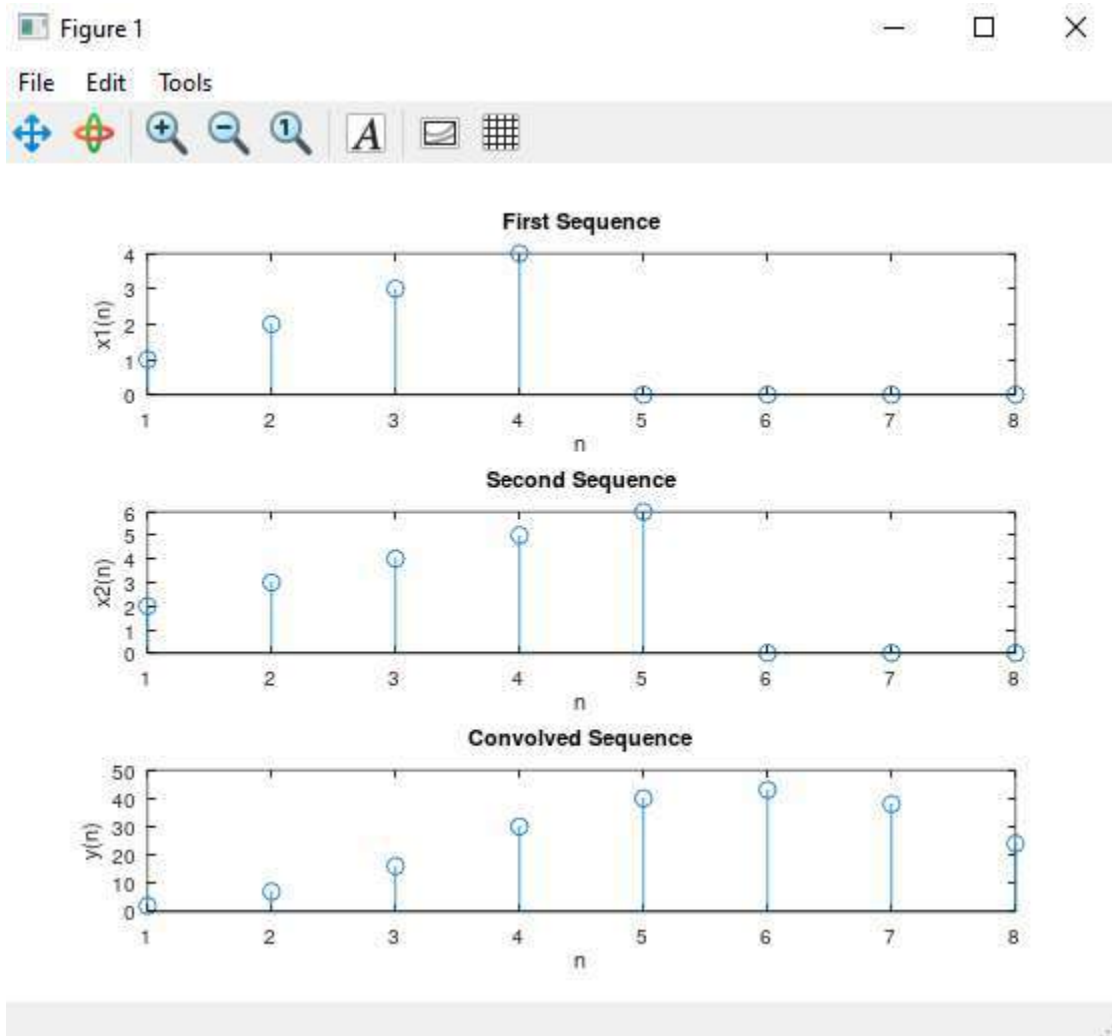 Figure 1
File Edit Tools
First Sequence
4
3
2
1
0
x1(n)
1 2 3 4 5 6 7 8
n
Second Sequence
6
5
4
3
2
1
0
x2(n)
1 2 3 4 5 6 7 8
n
Convolved Sequence
50
40
30
20
10
0
y(n)
1 2 3 4 5 6 7 8
n